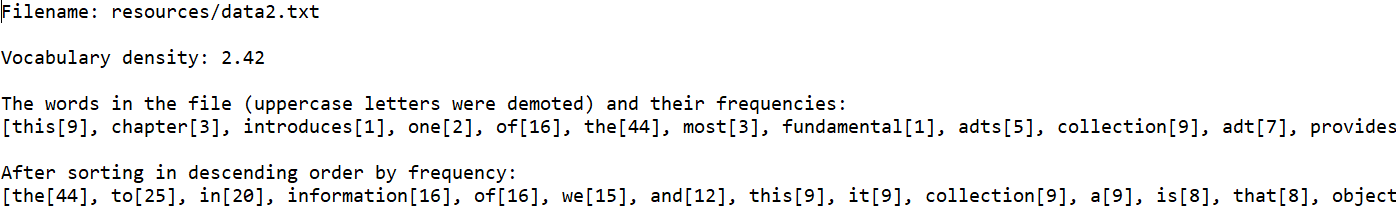 Filename: resources/data2.txt
Vocabulary density: 2.42
The words in the file (uppercase letters were demoted) and their frequencies:
[this[9], chapter[3], introduces[1], one[2], of[16], the[44], most[3], fundamental[1], adts[5], collection[9], adt[7], provides
After sorting in descending order by frequency:
[the[44], to[25], in[20], information[16], of[16], we[15], and[12], this[9], it[9], collection[9], a[9], is[8], that[8], object